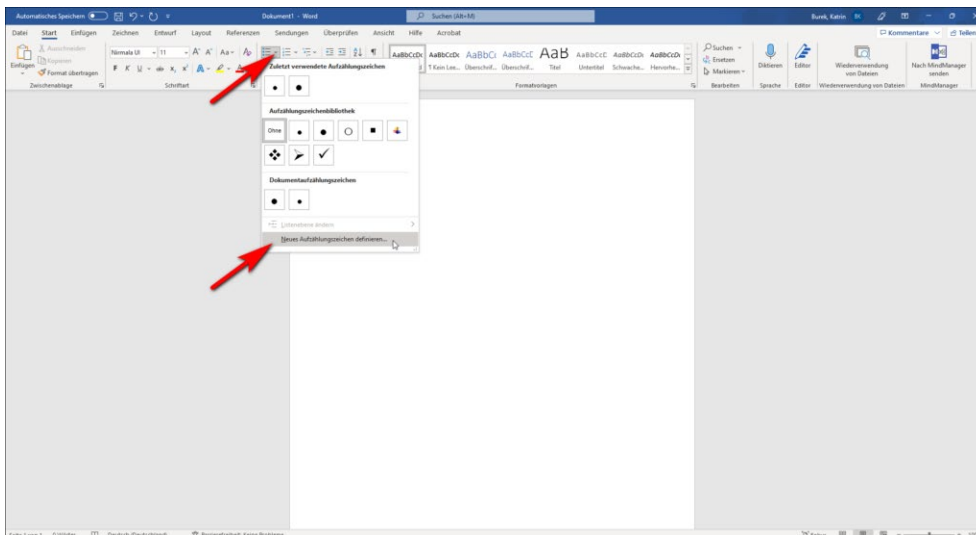 Automatisches Speichern
Dokument1 - Word
Suchen (Alt+M)
Burek, Katrin
Datei Start Einfügen Zeichnen Entwurf Layout Referenzen Sendungen Überprüfen Ansicht Hilfe Acrobat
Kommentare
Teilen
Einfügen
Ausschneiden
Kopieren
Format übertragen
Zwischenablage
Nirmala UI
11
F K U
Schriftart
AaBbCcDc AaBbCcDc AaBbCc AaBbCcC AaB AaBbCcC AaBbCcDc AaBbCcDi
1 Kein Lee... Überschrif... Überschrif... Titel Untertitel Schwache... Hervorhe...
Formatvorlagen
Suchen
Ersetzen
Markieren
Bearbeiten
Diktieren
Sprache
Editor
Editor
Wiederverwendung
von Dateien
Wiederverwendung von Dateien
Nach MindManager
senden
MindManager
Zuletzt verwendete Aufzählungszeichen
Aufzählungszeichenbibliothek
Ohne
Dokumentaufzählungszeichen
Listenebene ändern
Neues Aufzählungszeichen definieren...